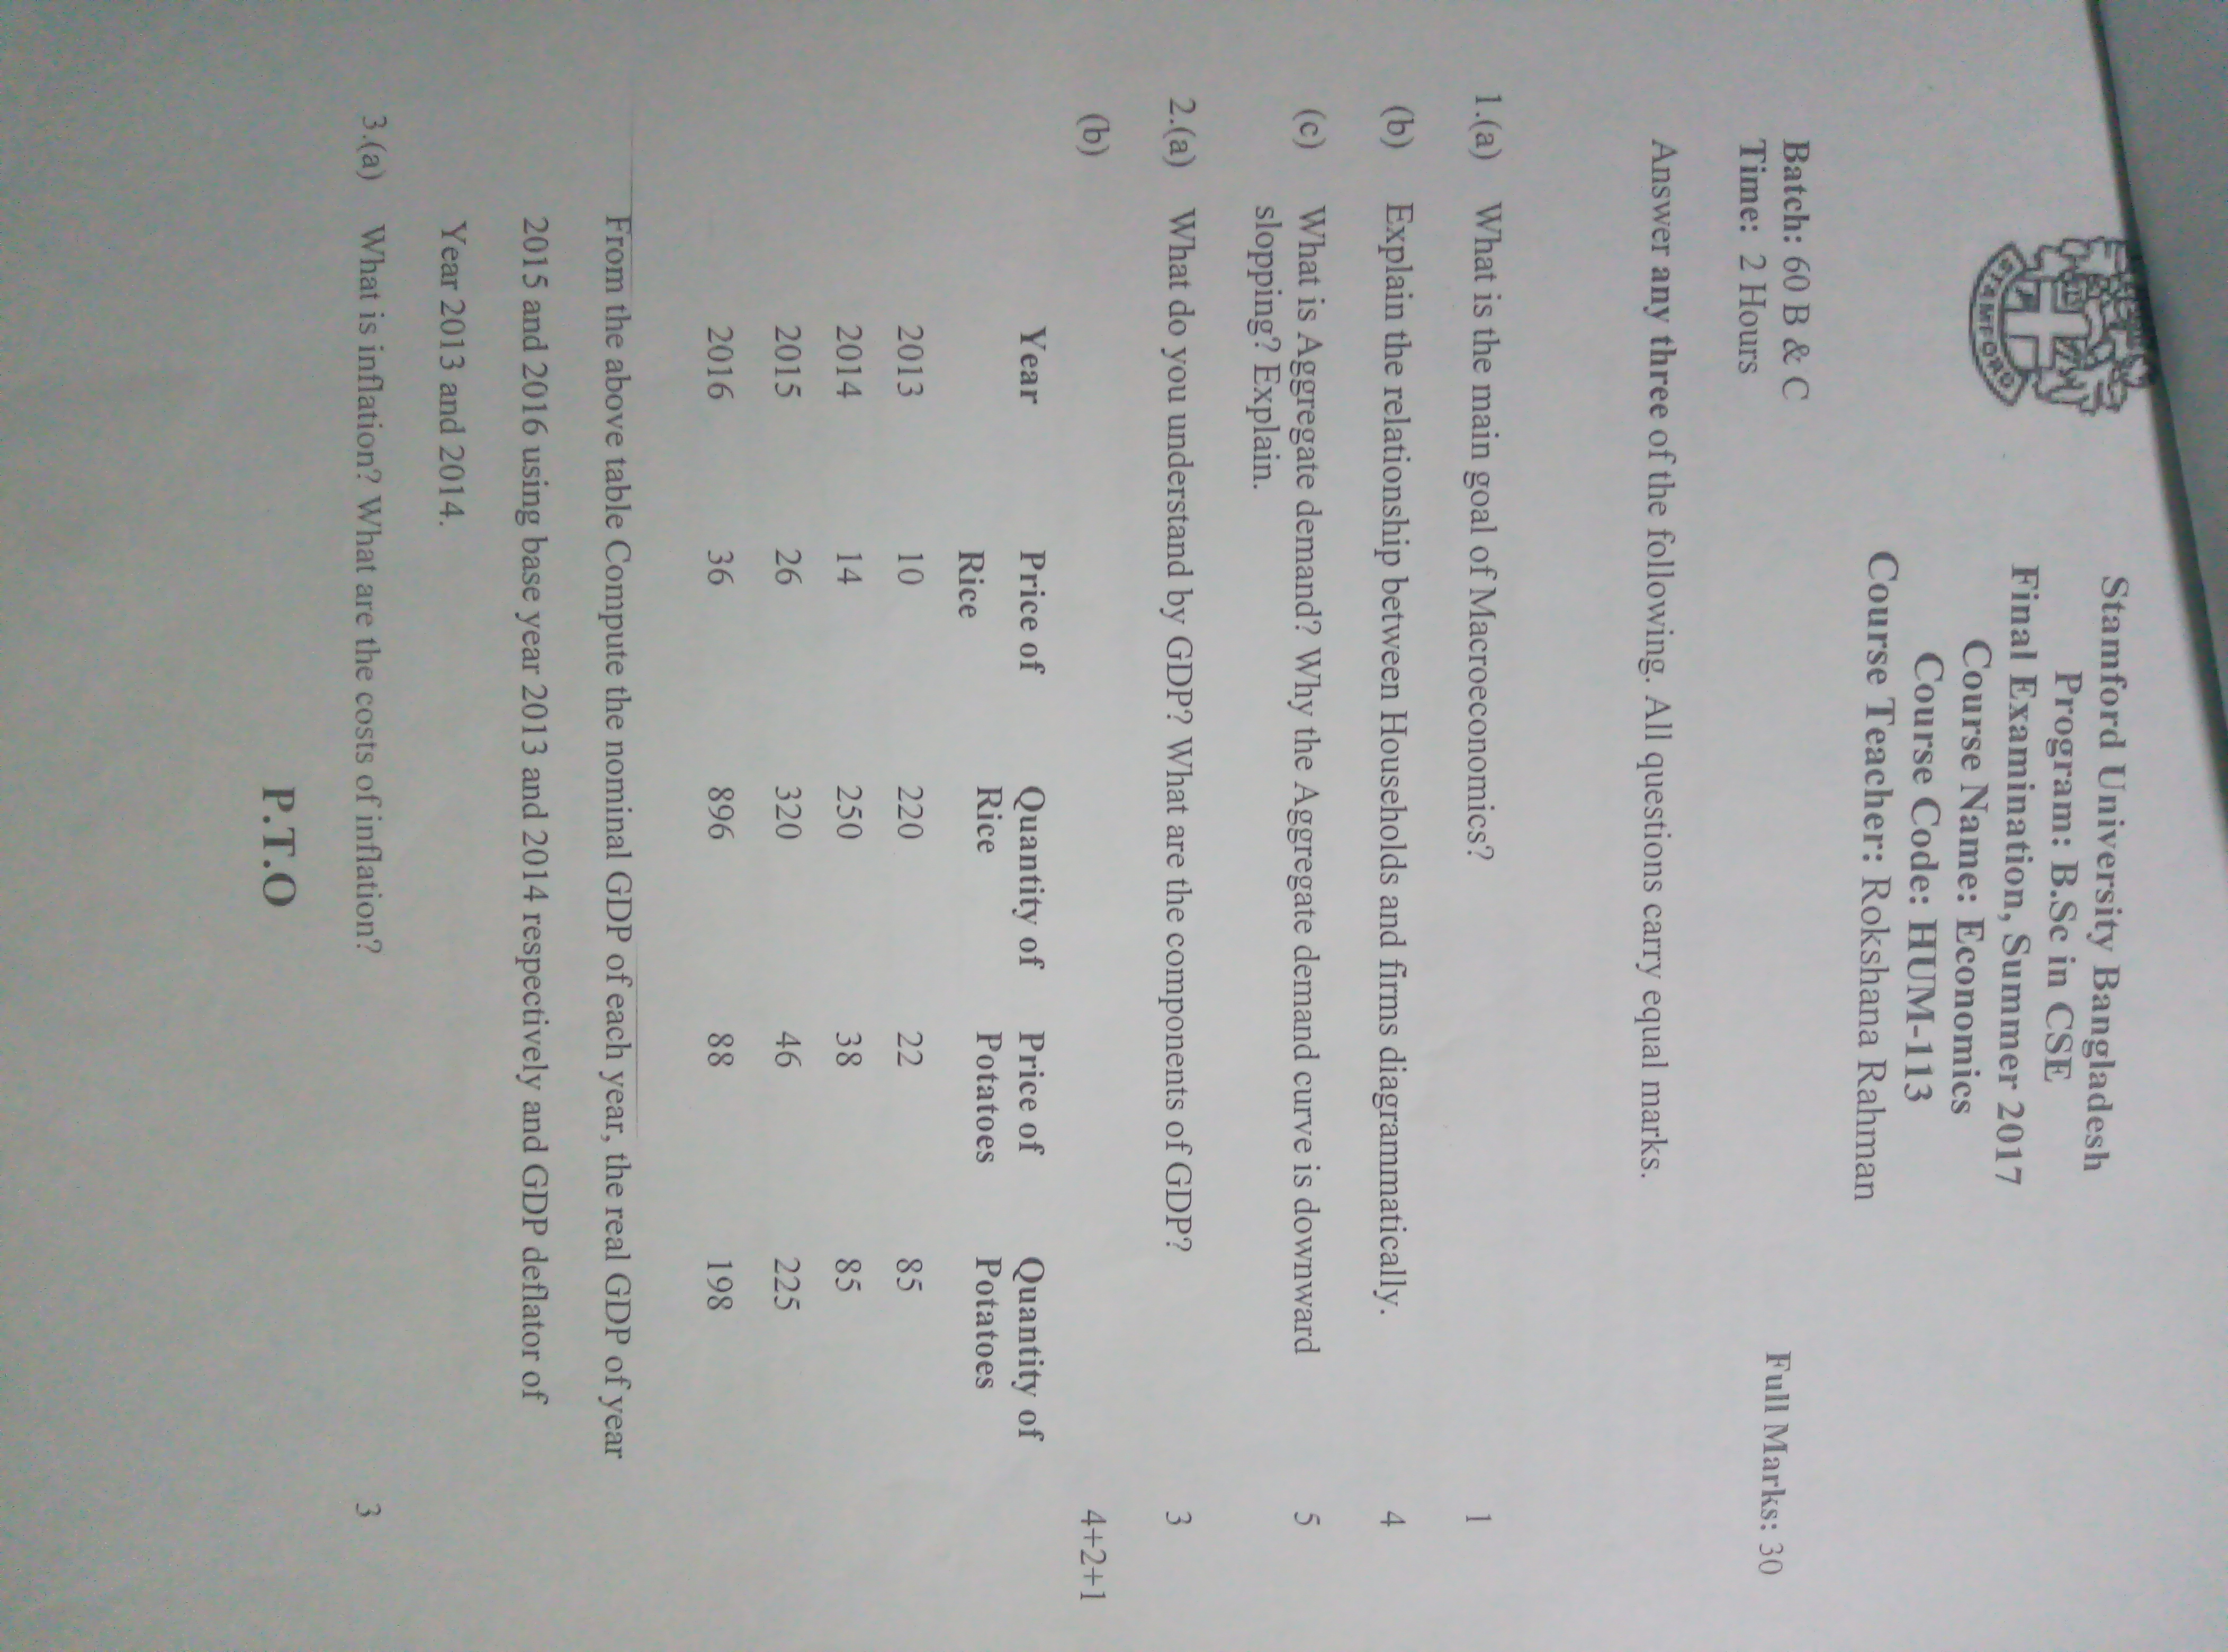 STAMFORD
Stamford University Bangladesh
Program: B.Sc in CSE
Final Examination, Summer 2017
Course Name: Economics
Course Code: HUM-113
Course Teacher: Rokshana Rahman
Batch: 60 B & C
Time: 2 Hours Full Marks: 30
Answer any three of the following. All questions carry equal marks.
1.(a) What is the main goal of Macroeconomics? 1
(b) Explain the relationship between Households and firms diagrammatically. 4
(c) What is Aggregate demand? Why the Aggregate demand curve is downward 5
slopping? Explain.
2.(a) What do you understand by GDP? What are the components of GDP? 3
(b) 4+2+1
Year Price of Quantity of Price of Quantity of
Rice Rice Potatoes Potatoes
2013 10 220 22 85
2014 14 250 38 85
2015 26 320 46 225
2016 36 896 88 198
From the above table Compute the nominal GDP of each year, the real GDP of year
2015 and 2016 using base year 2013 and 2014 respectively and GDP deflator of
Year 2013 and 2014.
3.(a) What is inflation? What are the costs of inflation? 3
P.T.O